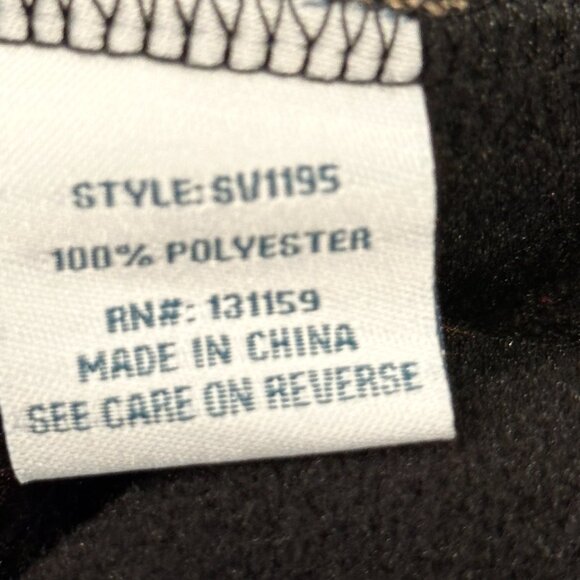 STYLE: SV1195
100% POLYESTER
RN#: 131159
MADE IN CHINA
SEE CARE ON REVERSE